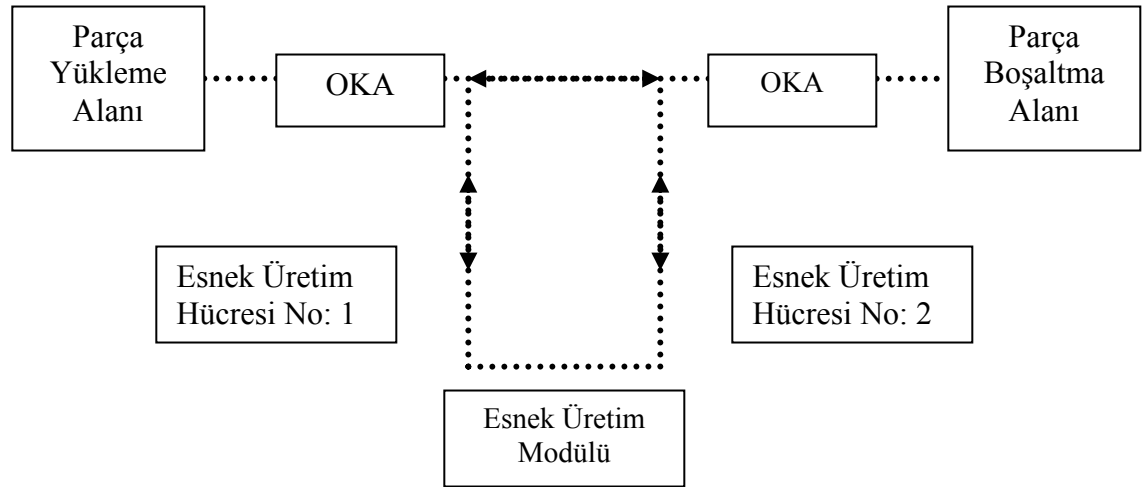 Parça
Yükleme
Alanı
OKA
OKA
Parça
Boşaltma
Alanı
Esnek Üretim
Hücresi No: 1
Esnek Üretim
Hücresi No: 2
Esnek Üretim
Modülü